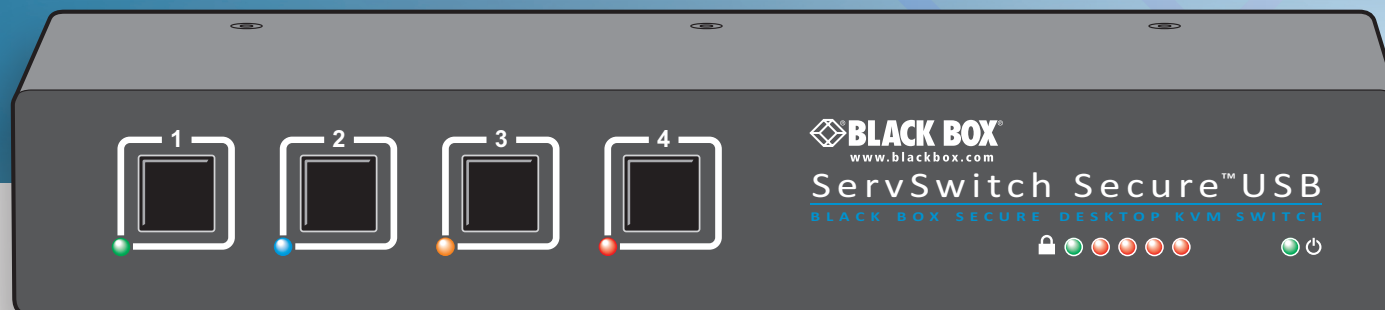 1 2 3 4
BLACK BOX®
www.blackbox.com
ServSwitch Secure™USB
BLACK BOX SECURE DESKTOP KVM SWITCH